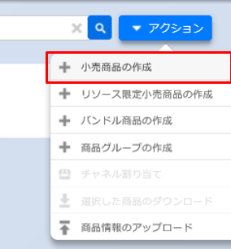 アクション
小売商品の作成
リソース限定小売商品の作成
バンドル商品の作成
商品グループの作成
チャネル割り当て
選択した商品のダウンロード
商品情報のアップロード